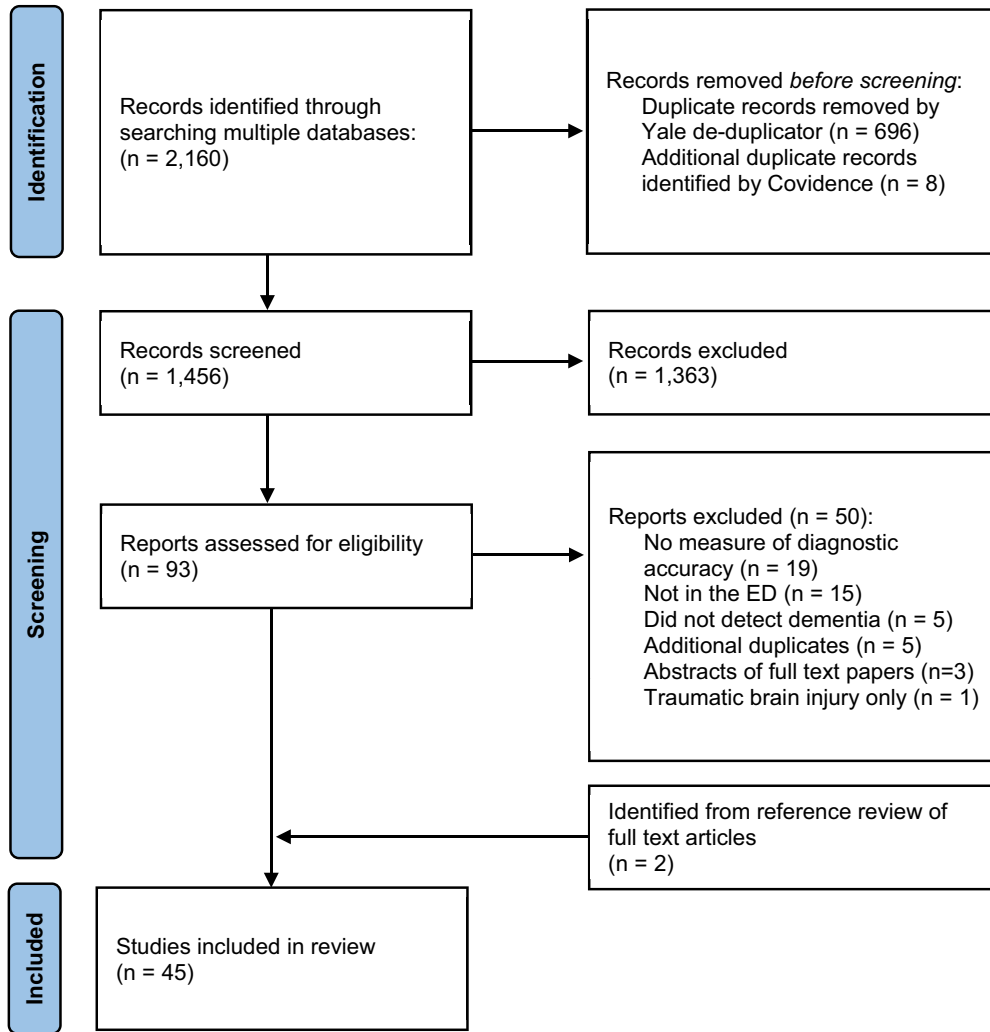 Identification
Records identified through
searching multiple databases:
(n = 2,160)
Records removed before screening:
Duplicate records removed by
Yale de-duplicator (n = 696)
Additional duplicate records
identified by Covidence (n = 8)
Screening
Records screened
(n = 1,456)
Records excluded
(n = 1,363)
Reports assessed for eligibility
(n = 93)
Reports excluded (n = 50):
No measure of diagnostic
accuracy (n = 19)
Not in the ED (n = 15)
Did not detect dementia (n = 5)
Additional duplicates (n = 5)
Abstracts of full text papers (n=3)
Traumatic brain injury only (n = 1)
Identified from reference review of
full text articles
(n = 2)
Included
Studies included in review
(n = 45)